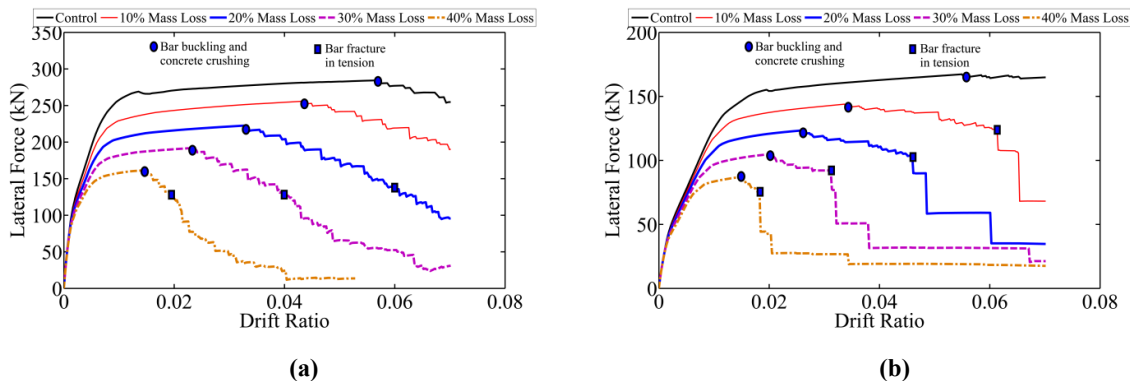 Control 10% Mass Loss 20% Mass Loss 30% Mass Loss 40% Mass Loss
350
300
250
200
150
100
50
0
Lateral Force (kN)
Bar buckling and
concrete crushing
Bar fracture
in tension
0 0.02 0.04 0.06 0.08
Drift Ratio
(a)
Control 10% Mass Loss 20% Mass Loss 30% Mass Loss 40% Mass Loss
200
150
100
50
0
Lateral Force (kN)
Bar buckling and
concrete crushing
Bar fracture
in tension
0 0.02 0.04 0.06 0.08
Drift Ratio
(b)